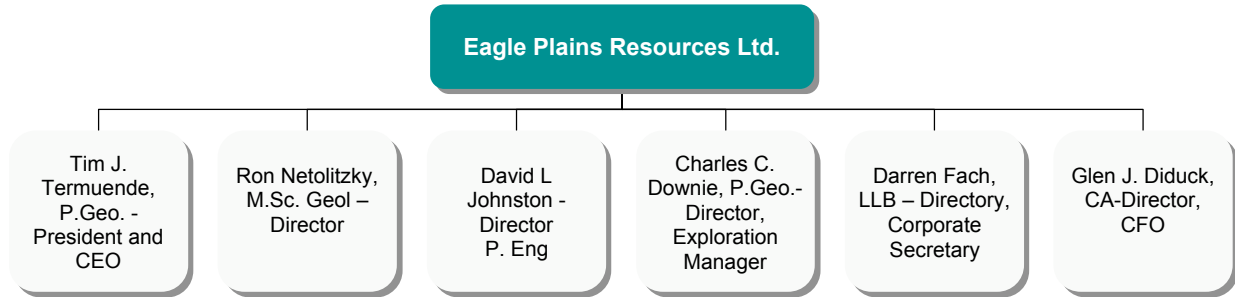 Eagle Plains Resources Ltd.
Tim J.
Termuende,
P.Geo. -
President and
CEO
Ron Netolitzky,
M.Sc. Geol –
Director
David L
Johnston -
Director
P. Eng
Charles C.
Downie, P.Geo.-
Director,
Exploration
Manager
Darren Fach,
LLB – Directory,
Corporate
Secretary
Glen J. Diduck,
CA-Director,
CFO